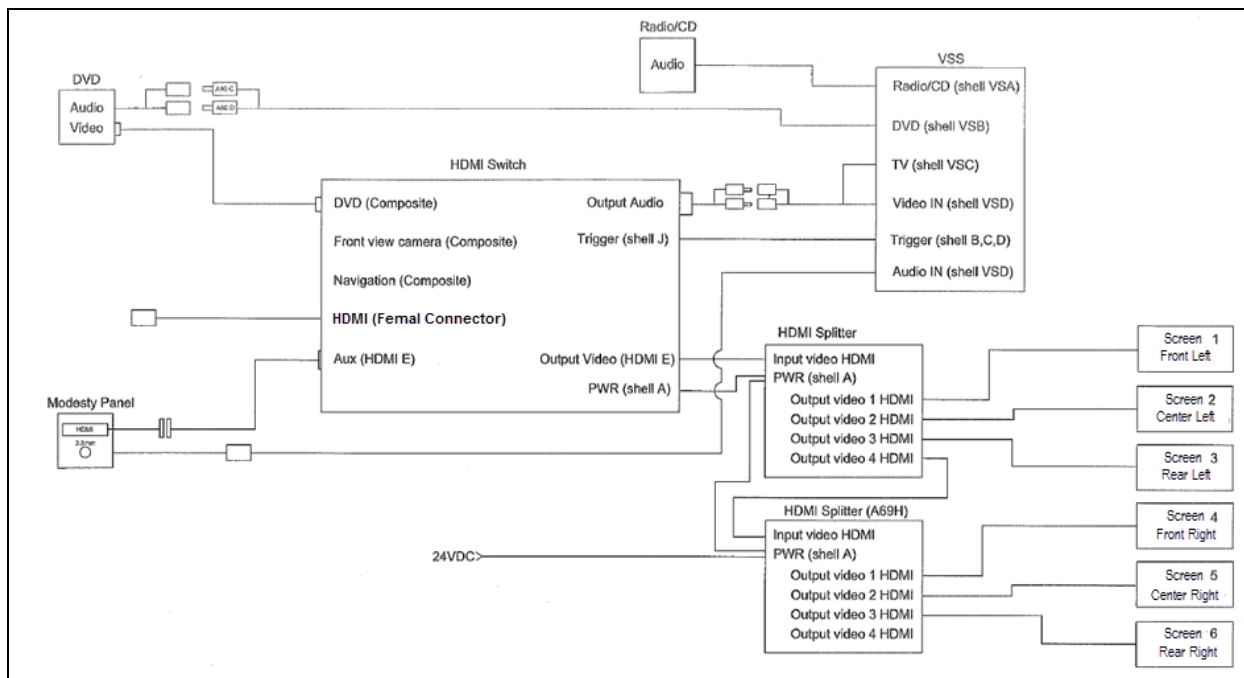 Radio/CD
Audio
VSS
Radio/CD (shell VSA)
DVD (shell VSB)
TV (shell VSC)
Video IN (shell VSD)
Trigger (shell B,C,D)
Audio IN (shell VSD)
DVD
Audio
Video
A60:D
HDMI Switch
DVD (Composite)
Front view camera (Composite)
Navigation (Composite)
HDMI (Femal Connector)
Aux (HDMI E)
Output Audio
Trigger (shell J)
Output Video (HDMI E)
PWR (shell A)
Modesty Panel
HDMI
3.5mm
HDMI Splitter
Input video HDMI
PWR (shell A)
Output video 1 HDMI
Output video 2 HDMI
Output video 3 HDMI
Output video 4 HDMI
HDMI Splitter (A69H)
Input video HDMI
PWR (shell A)
Output video 1 HDMI
Output video 2 HDMI
Output video 3 HDMI
Output video 4 HDMI
24VDC>
Screen 1
Front Left
Screen 2
Center Left
Screen 3
Rear Left
Screen 4
Front Right
Screen 5
Center Right
Screen 6
Rear Right